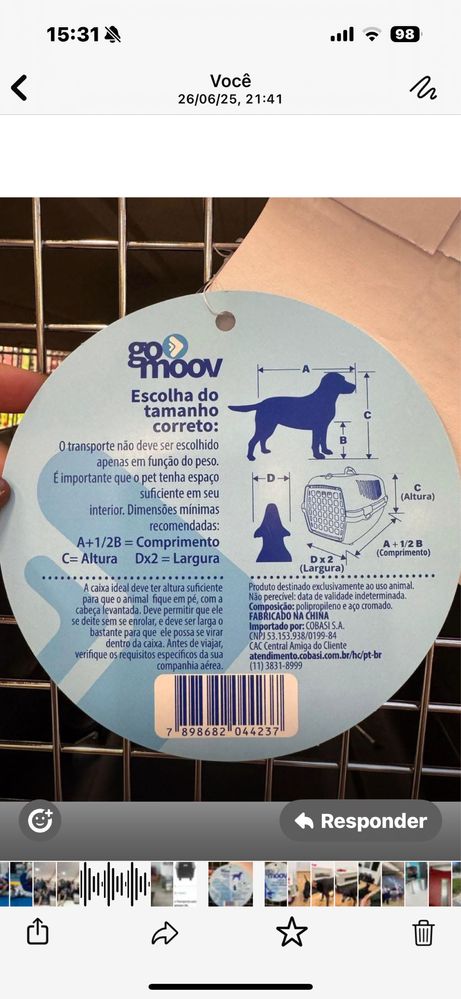 15:31
98
Você
26/06/25, 21:41
go
moov
Escolha do
tamanho
correto:
O transporte não deve ser escolhido
apenas em função do peso.
É importante que o pet tenha espaço
suficiente em seu
interior. Dimensões mínimas
recomendadas:
A+1/2B = Comprimento
C= Altura Dx2 = Largura
A
C
B
D
C
(Altura)
A + 1/2 B
(Comprimento)
D x 2
(Largura)
A caixa ideal deve ter altura suficiente
para que o animal fique em pé, com a
cabeça levantada. Deve permitir que ele
se deite sem se enrolar, e deve ser larga o
bastante para que ele possa se virar
dentro da caixa. Antes de viajar,
verifique os requisitos específicos da sua
companhia aérea.
Produto destinado exclusivamente ao uso animal.
Não perecível: data de validade indeterminada.
Composição: polipropileno e aço cromado.
FABRICADO NA CHINA
Importado por: COBASI S.A.
CNPJ 53.153.938/0199-84
CAC Central Amiga do Cliente
atendimento.cobasi.com.br/hc/pt-br
(11) 3831-8999
7 898682 044237
Responder